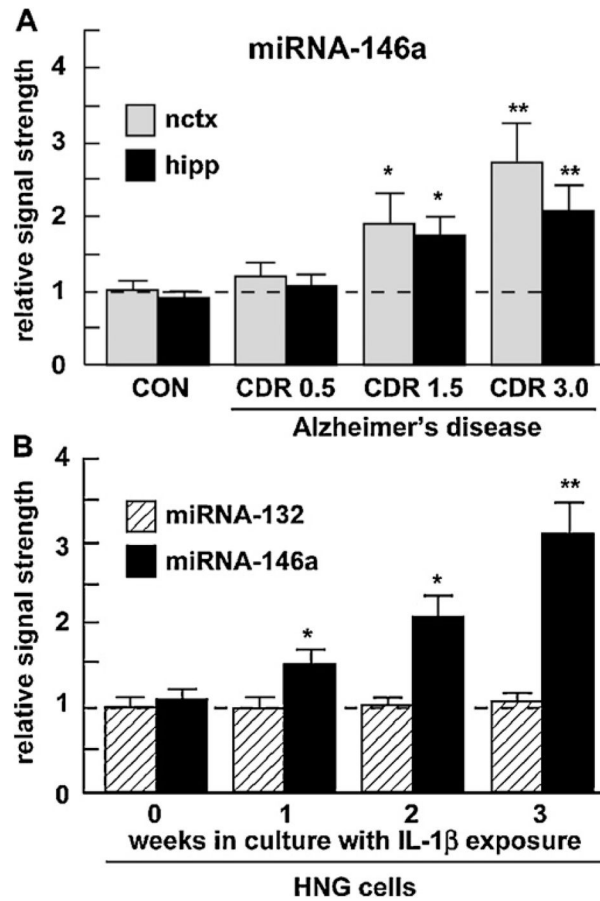 A
miRNA-146a
relative signal strength
4
3
2
1
0
nctx
hipp
*
*
**
**
CON
CDR 0.5
CDR 1.5
CDR 3.0
Alzheimer's disease
B
relative signal strength
4
3
2
1
0
miRNA-132
miRNA-146a
*
*
**
0
1
2
3
weeks in culture with IL-1β exposure
HNG cells